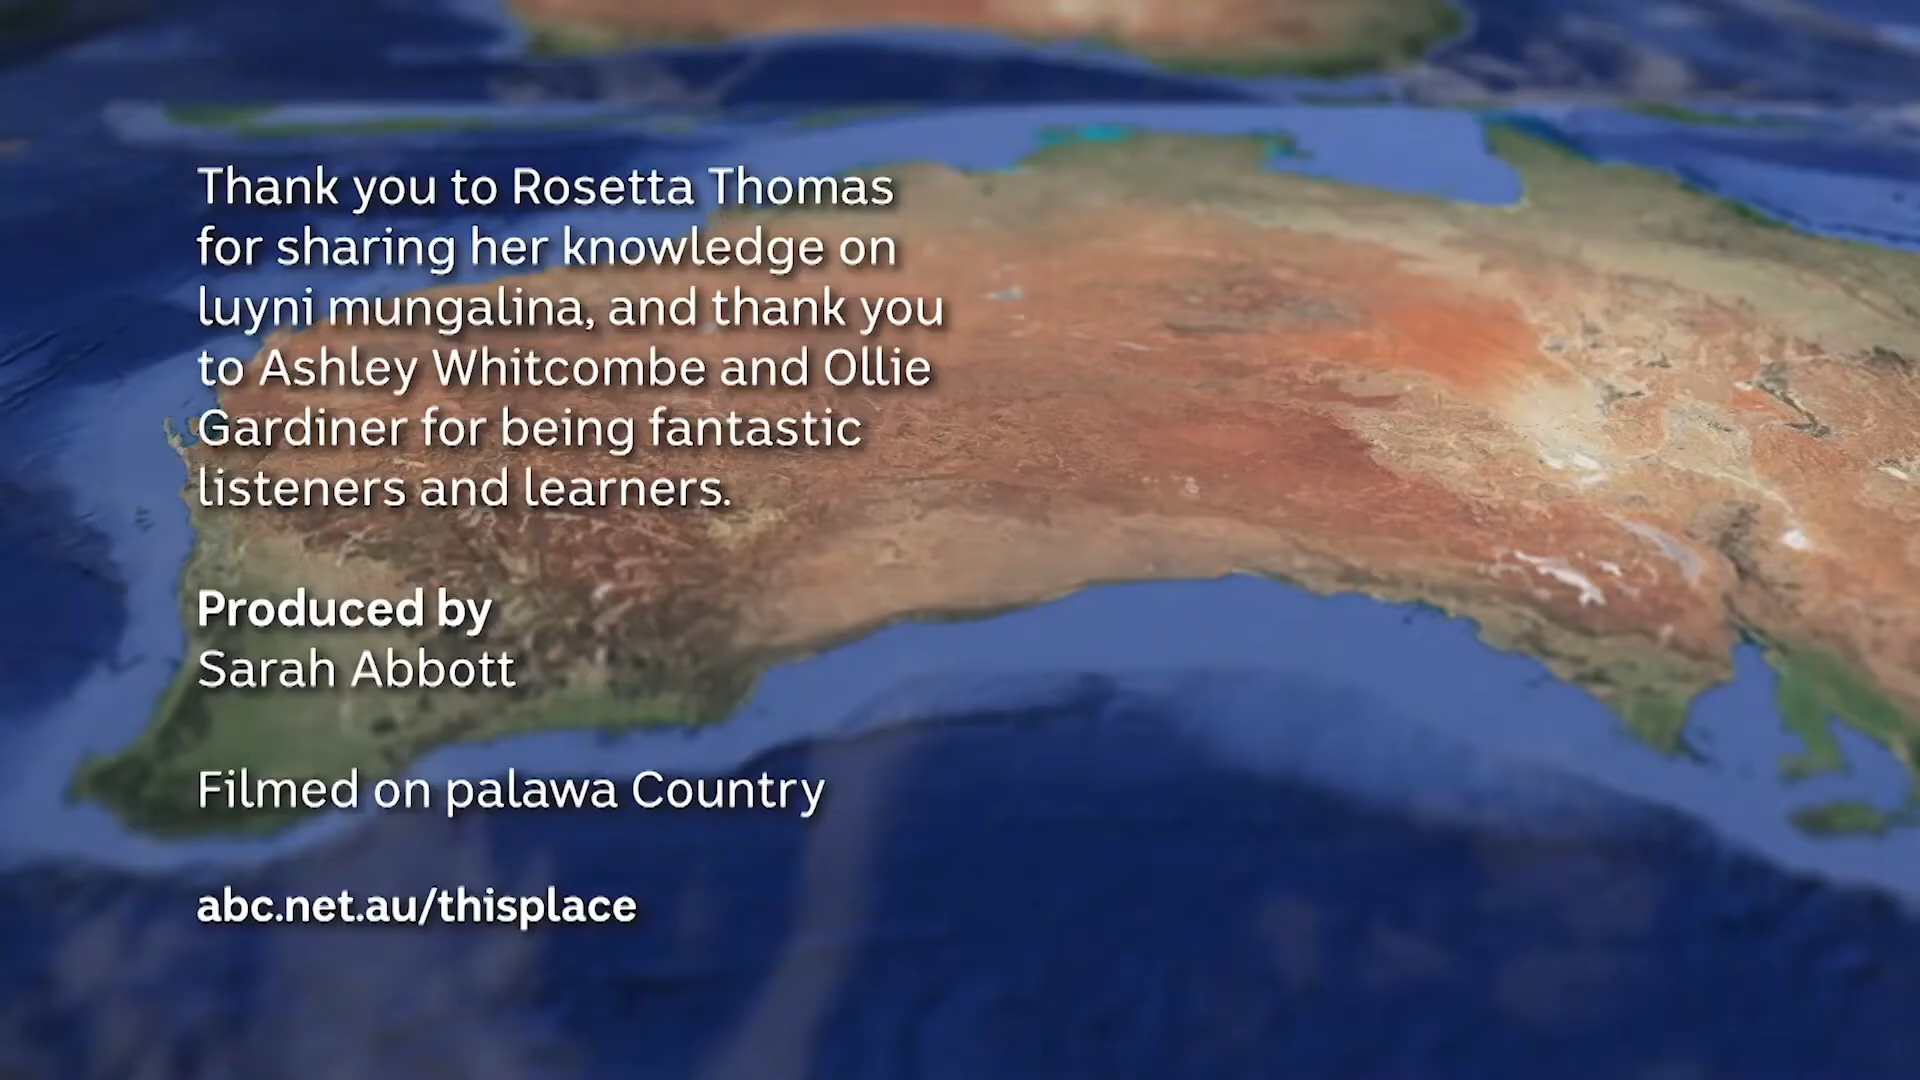 Thank you to Rosetta Thomas
for sharing her knowledge on
luyni mungalina, and thank you
to Ashley Whitcombe and Ollie
Gardiner for being fantastic
listeners and learners.
Produced by
Sarah Abbott
Filmed on palawa Country
abc.net.au/thisplace